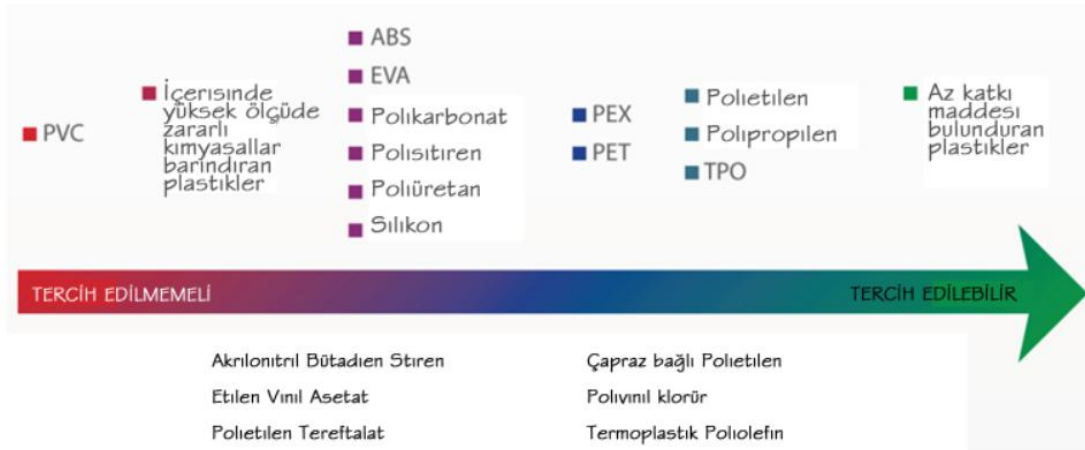 PVC
İçerisinde
yüksek ölçüde
zararlı
kimyasallar
barındıran
plastikler
ABS
EVA
Polikarbonat
Polisitiren
Poliüretan
Silikon
PEX
PET
Polietilen
Polipropilen
TPO
Az katkı
maddesi
bulunduran
plastikler
TERCİH EDİLMEMELİ
TERCİH EDİLEBİLİR
Akrilonitril Bütadien Stiren
Etilen Vinil Asetat
Polietilen Tereftalat
Çapraz bağlı Polietilen
Polivinil klorür
Termoplastik Poliolefin